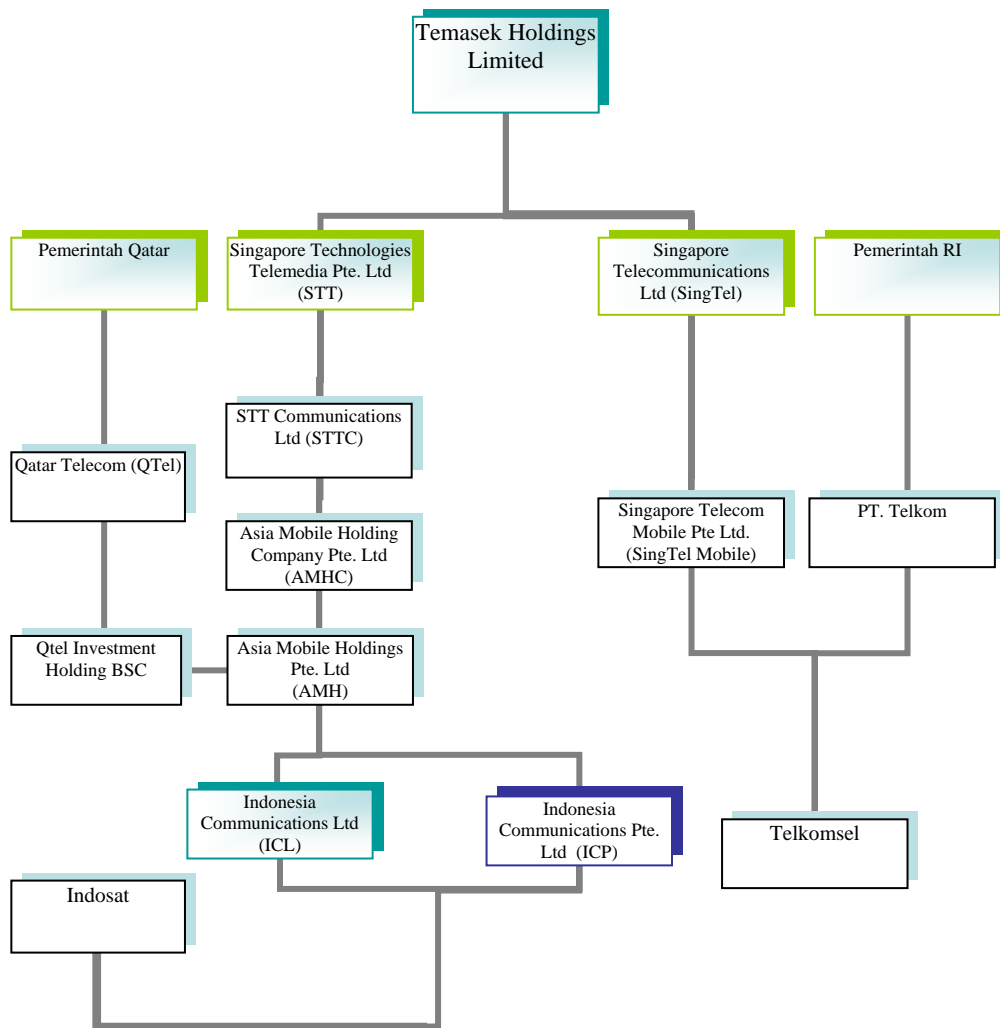 Temasek Holdings
Limited
Pemerintah Qatar
Singapore Technologies
Telemedia Pte. Ltd
(STT)
Singapore
Telecommunications
Ltd (SingTel)
Pemerintah RI
STT Communications
Ltd (STTC)
Qatar Telecom (QTel)
Asia Mobile Holding
Company Pte. Ltd
(AMHC)
Singapore Telecom
Mobile Pte Ltd.
(SingTel Mobile)
PT. Telkom
Qtel Investment
Holding BSC
Asia Mobile Holdings
Pte. Ltd
(AMH)
Indonesia
Communications Ltd
(ICL)
Indonesia
Communications Pte.
Ltd (ICP)
Telkomsel
Indosat